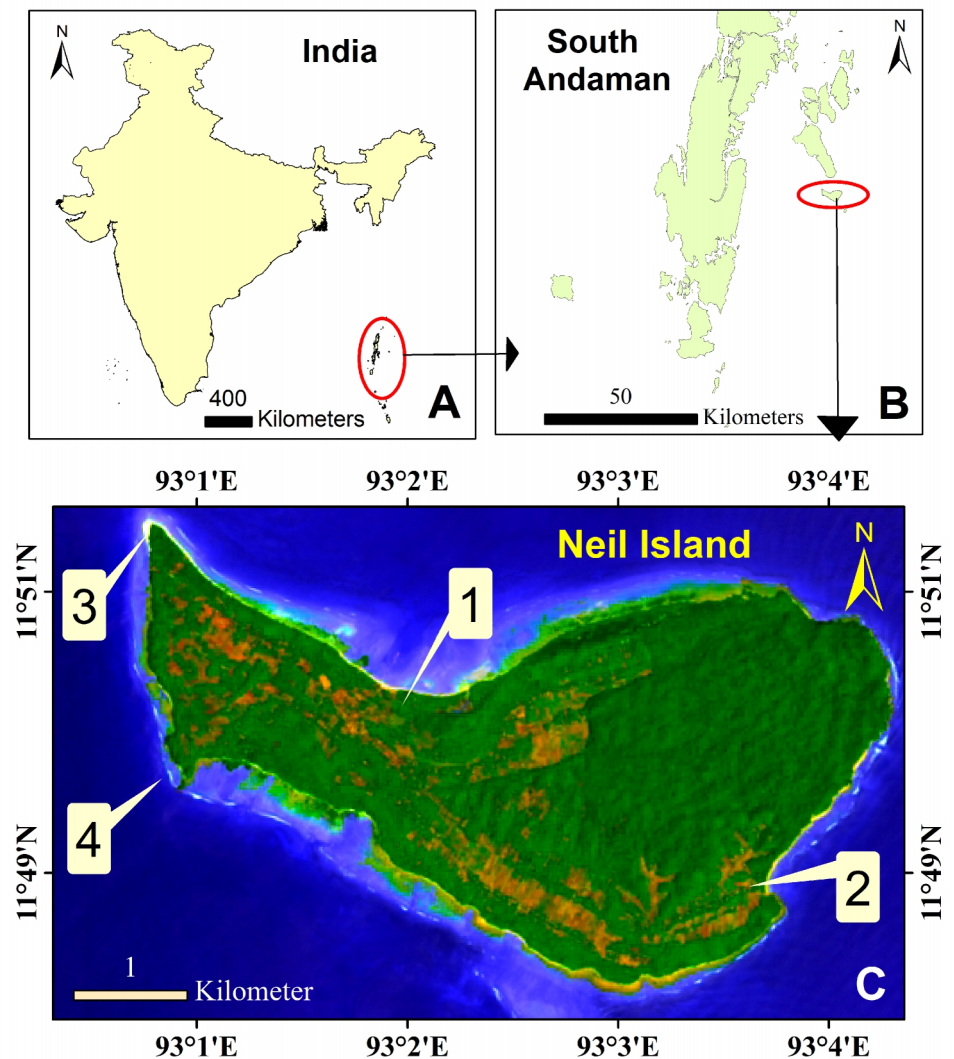 N
India
400
Kilometers
A
South
Andaman
N
50
Kilometers
B
93°1'E 93°2'E 93°3'E 93°4'E
Neil Island
N
11°51'N
11°51'N
3
1
4
2
11°49'N
11°49'N
1
Kilometer
C
93°1'E 93°2'E 93°3'E 93°4'E